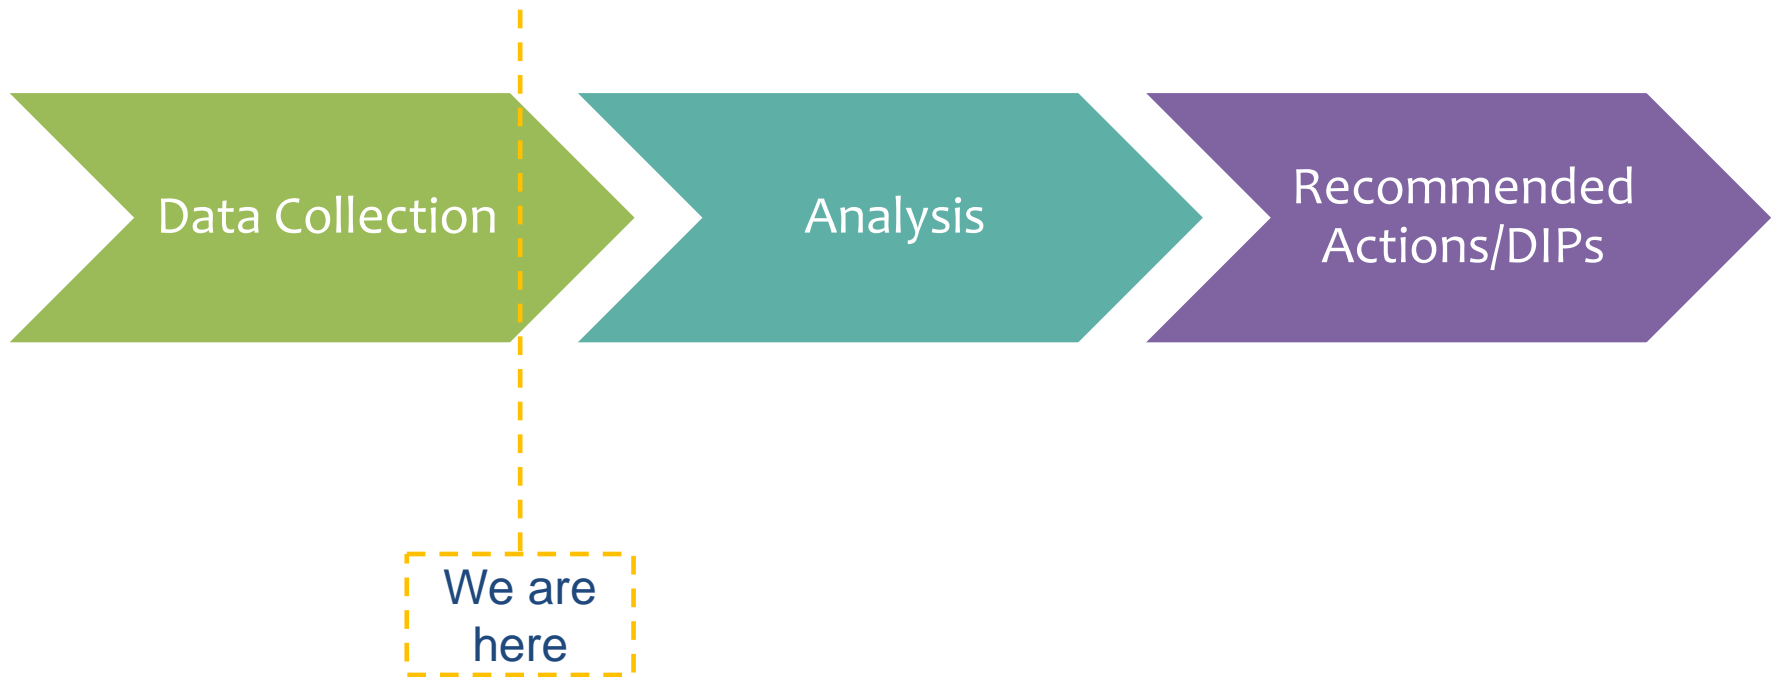 Data Collection
Analysis
Recommended
Actions/DIPs
We are
here